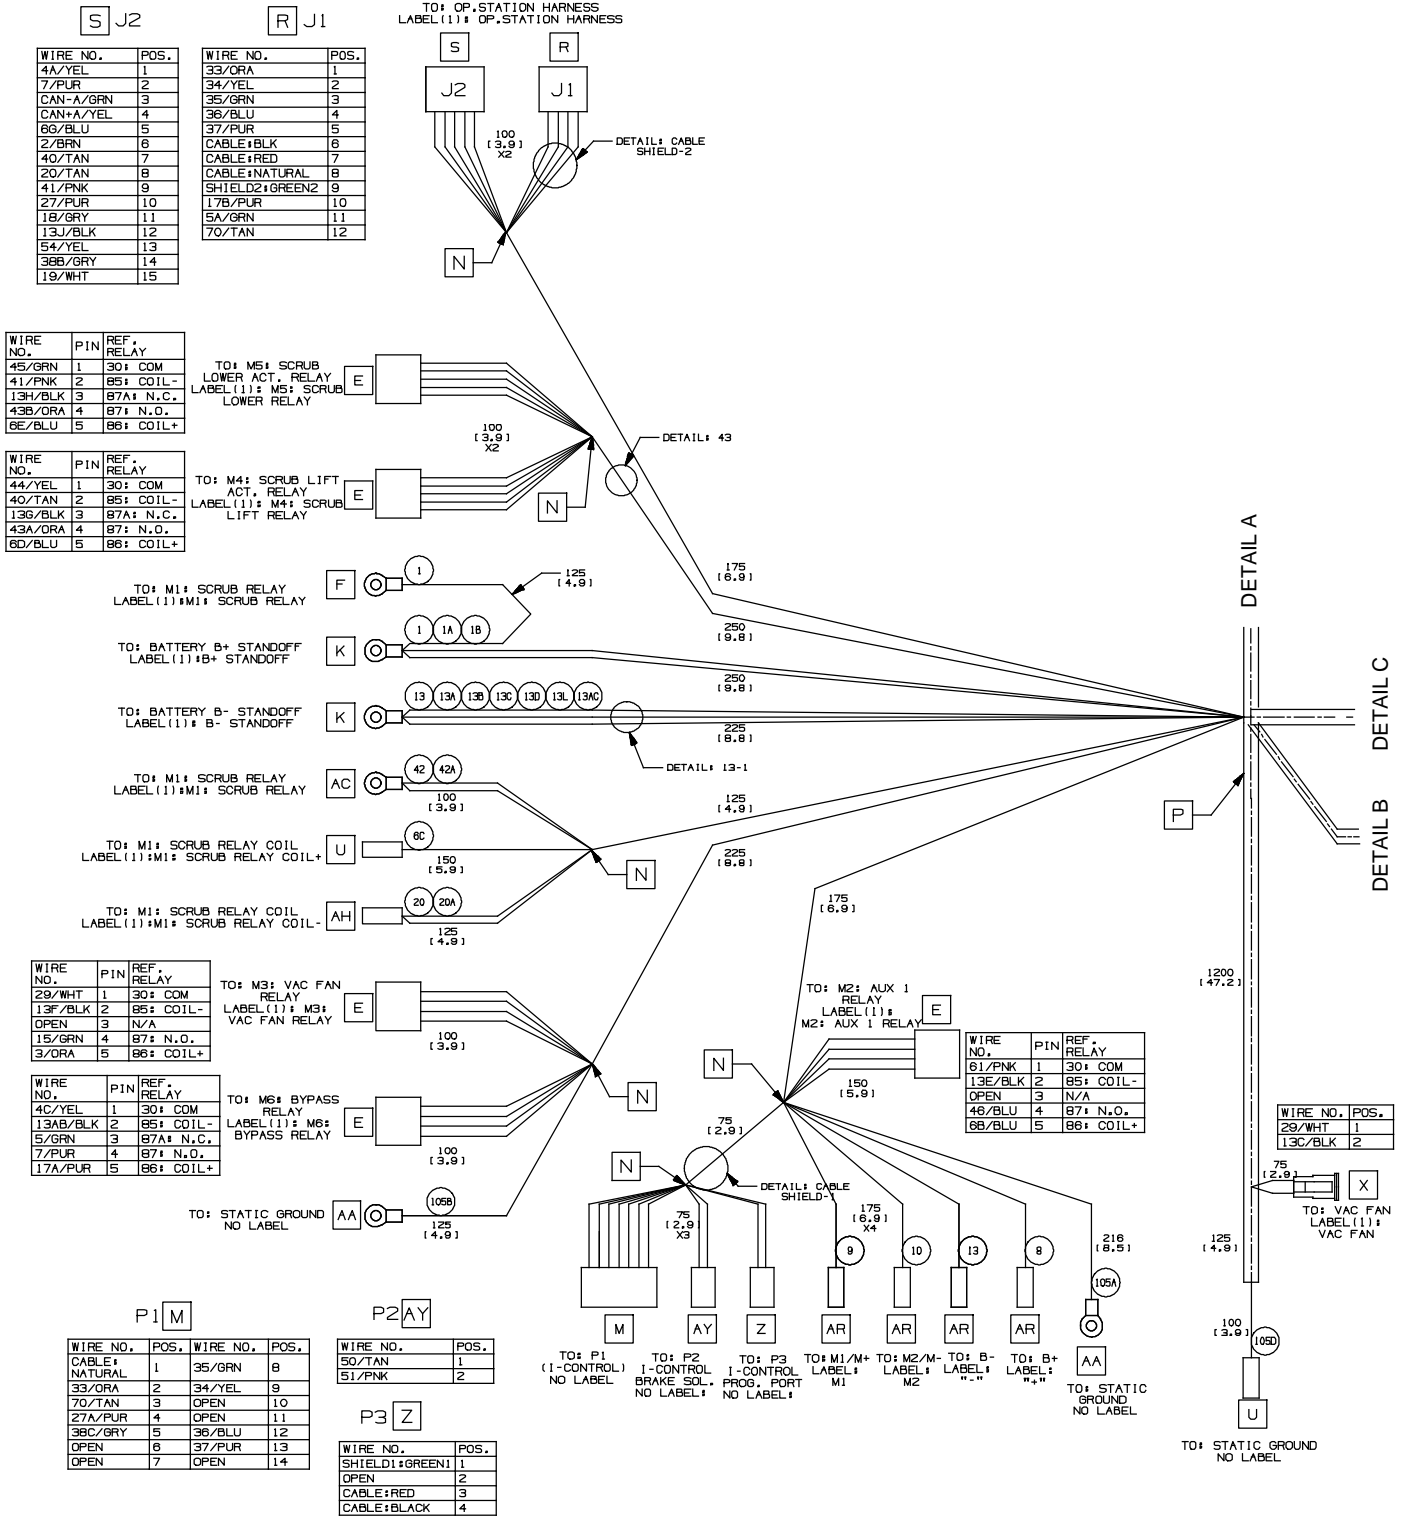 S J2
WIRE NO. POS.
4A/YEL 1
7/PUR 2
CAN-A/GRN 3
CAN+A/YEL 4
6G/BLU 5
2/BRN 6
40/TAN 7
20/TAN 8
41/PNK 9
27/PUR 10
18/GRY 11
13J/BLK 12
54/YEL 13
38B/GRY 14
19/WHT 15
R J1
WIRE NO. POS.
33/ORA 1
34/YEL 2
35/GRN 3
36/BLU 4
37/PUR 5
CABLE:BLK 6
CABLE:RED 7
CABLE:NATURAL 8
SHIELD2:GREEN2 9
17B/PUR 10
5A/GRN 11
70/TAN 12
TO: OP.STATION HARNESS
LABEL(1): OP.STATION HARNESS
S R
J2 J1
100
[3.9]
X2
DETAIL: CABLE
SHIELD-2
N
WIRE NO. PIN REF. RELAY
45/GRN 1 30: COM
41/PNK 2 85: COIL-
13H/BLK 3 87A: N.C.
43B/ORA 4 87: N.O.
6E/BLU 5 86: COIL+
TO: M5: SCRUB
LOWER ACT. RELAY
LABEL(1): M5: SCRUB
LOWER RELAY
E
100
[3.9]
X2
DETAIL: 43
WIRE NO. PIN REF. RELAY
44/YEL 1 30: COM
40/TAN 2 85: COIL-
13G/BLK 3 87A: N.C.
43A/ORA 4 87: N.O.
6D/BLU 5 86: COIL+
TO: M4: SCRUB LIFT
ACT. RELAY
LABEL(1): M4: SCRUB
LIFT RELAY
E
N
TO: M1: SCRUB RELAY
LABEL(1):M1: SCRUB RELAY
F
1
125
[4.9]
175
[6.9]
DETAIL A
TO: BATTERY B+ STANDOFF
LABEL(1):B+ STANDOFF
K
1 1A 1B
250
[9.8]
250
[9.8]
TO: BATTERY B- STANDOFF
LABEL(1): B- STANDOFF
K
13 13A 13B 13C 13D 13L 13AC
225
[8.8]
DETAIL: 13-1
DETAIL C
TO: M1: SCRUB RELAY
LABEL(1):M1: SCRUB RELAY
AC
42 42A
100
[3.9]
125
[4.9]
P
DETAIL B
TO: M1: SCRUB RELAY COIL
LABEL(1):M1: SCRUB RELAY COIL+
U
6C
150
[5.9]
N
225
[8.8]
TO: M1: SCRUB RELAY COIL
LABEL(1):M1: SCRUB RELAY COIL-
AH
20 20A
125
[4.9]
175
[6.9]
1200
[47.2]
WIRE NO. PIN REF. RELAY
29/WHT 1 30: COM
13F/BLK 2 85: COIL-
OPEN 3 N/A
15/GRN 4 87: N.O.
3/ORA 5 86: COIL+
TO: M3: VAC FAN
RELAY
LABEL(1): M3:
VAC FAN RELAY
E
100
[3.9]
TO: M2: AUX 1
RELAY
LABEL(1):
M2: AUX 1 RELAY
E
N
150
[5.9]
WIRE NO. PIN REF. RELAY
61/PNK 1 30: COM
13E/BLK 2 85: COIL-
OPEN 3 N/A
46/BLU 4 87: N.O.
6B/BLU 5 86: COIL+
WIRE NO. PIN REF. RELAY
4C/YEL 1 30: COM
13AB/BLK 2 85: COIL-
5/GRN 3 87A: N.C.
7/PUR 4 87: N.O.
17A/PUR 5 86: COIL+
TO: M6: BYPASS
RELAY
LABEL(1): M6:
BYPASS RELAY
E
100
[3.9]
N
75
[2.9]
N
DETAIL: CABLE
SHIELD-1
WIRE NO. POS.
29/WHT 1
13C/BLK 2
75
[2.9]
X
TO: VAC FAN
LABEL(1):
VAC FAN
TO: STATIC GROUND
NO LABEL
AA
105B
125
[4.9]
75
[2.9]
X3
175
[6.9]
X4
9 10 13 8
216
[8.5]
105A
125
[4.9]
100
[3.9]
105D
M AY Z AR AR AR AR AA U
TO: P1
(I-CONTROL)
NO LABEL
TO: P2
I-CONTROL
BRAKE SOL.
NO LABEL:
TO: P3
I-CONTROL
PROG. PORT
NO LABEL:
TO: M1/M+
LABEL:
M1
TO: M2/M-
LABEL:
M2
TO: B-
LABEL:
"-"
TO: B+
LABEL:
"+"
TO: STATIC
GROUND
NO LABEL
TO: STATIC GROUND
NO LABEL
P1 M
WIRE NO. POS. WIRE NO. POS.
CABLE: NATURAL 1 35/GRN 8
33/ORA 2 34/YEL 9
70/TAN 3 OPEN 10
27A/PUR 4 OPEN 11
38C/GRY 5 36/BLU 12
OPEN 6 37/PUR 13
OPEN 7 OPEN 14
P2 AY
WIRE NO. POS.
50/TAN 1
51/PNK 2
P3 Z
WIRE NO. POS.
SHIELD1:GREEN1 1
OPEN 2
CABLE:RED 3
CABLE:BLACK 4